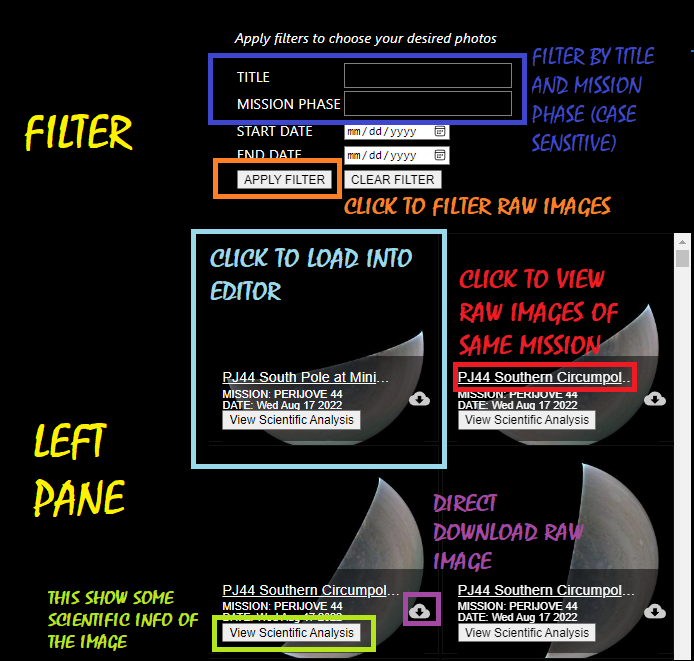 Apply filters to choose your desired photos
TITLE
MISSION PHASE
START DATE mm/dd/yyyy
END DATE mm/dd/yyyy
APPLY FILTER CLEAR FILTER
FILTER BY TITLE
AND MISSION
PHASE (CASE
SENSITIVE)
FILTER
CLICK TO FILTER RAW IMAGES
CLICK TO LOAD INTO
EDITOR
PJ44 South Pole at Mini...
MISSION: PERIJOVE 44
DATE: Wed Aug 17 2022
View Scientific Analysis
CLICK TO VIEW
RAW IMAGES OF
SAME MISSION
PJ44 Southern Circumpol...
MISSION: PERIJOVE 44
DATE: Wed Aug 17 2022
View Scientific Analysis
LEFT
PANE
DIRECT
DOWNLOAD RAW
IMAGE
PJ44 Southern Circumpol...
MISSION: PERIJOVE 44
DATE: Wed Aug 17 2022
View Scientific Analysis
PJ44 Southern Circumpol...
MISSION: PERIJOVE 44
DATE: Wed Aug 17 2022
View Scientific Analysis
THIS SHOW SOME
SCIENTIFIC INFO OF
THE IMAGE